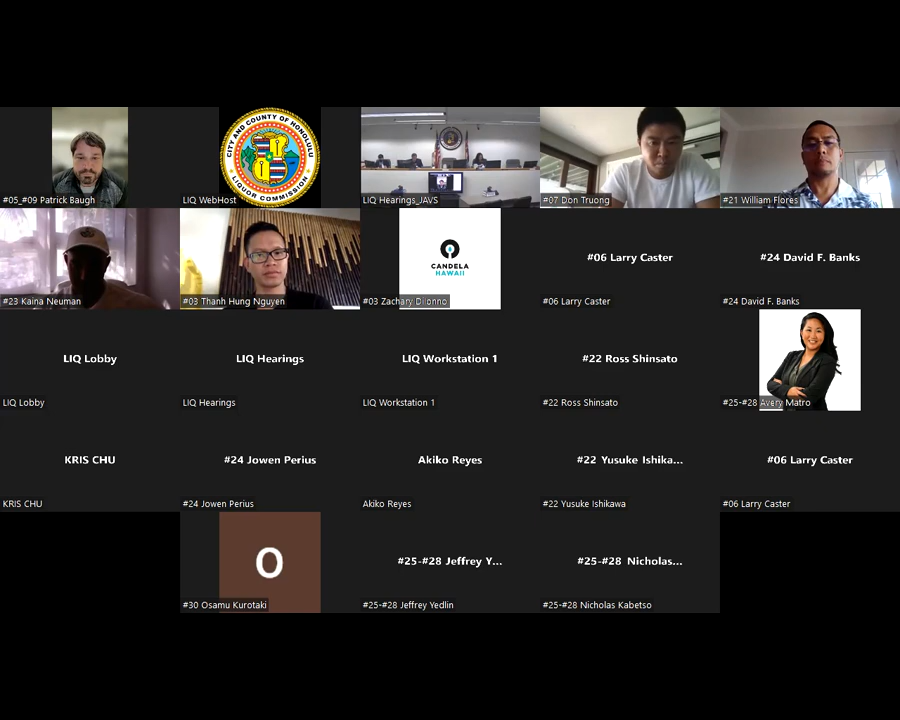 CITY AND COUNTY OF HONOLULU
LIQUOR COMMISSION
#05_#09 Patrick Baugh
LIQ WebHost
LIQ Hearings_JAVS
#07 Don Truong
#21 William Flores
CANDELA
HAWAII
#06 Larry Caster
#24 David F. Banks
#23 Kaina Neuman
#03 Thanh Hung Nguyen
#03 Zachary DiIonno
#06 Larry Caster
#24 David F. Banks
LIQ Lobby
LIQ Hearings
LIQ Workstation 1
#22 Ross Shinsato
LIQ Lobby
LIQ Hearings
LIQ Workstation 1
#22 Ross Shinsato
#25-#28 Avery Matro
KRIS CHU
#24 Jowen Perius
Akiko Reyes
#22 Yusuke Ishika...
#06 Larry Caster
KRIS CHU
#24 Jowen Perius
Akiko Reyes
#22 Yusuke Ishikawa
#06 Larry Caster
O
#25-#28 Jeffrey Y...
#25-#28 Nicholas...
#30 Osamu Kurotaki
#25-#28 Jeffrey Yedlin
#25-#28 Nicholas Kabetso